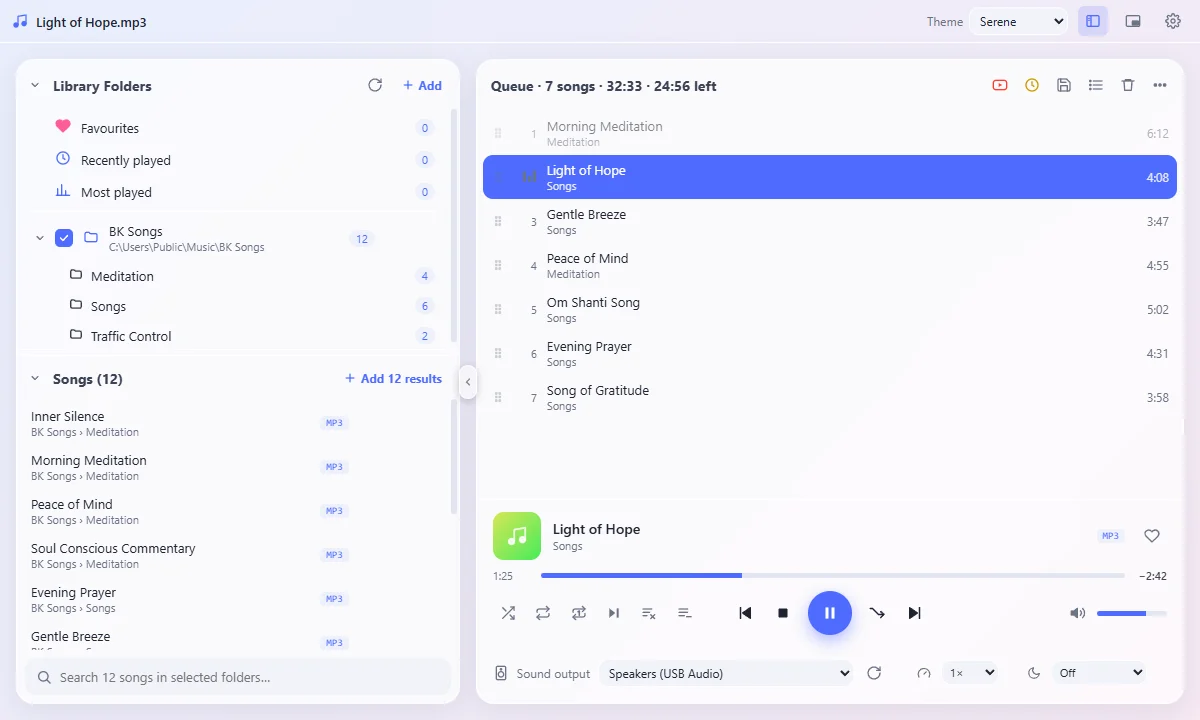 Light of Hope.mp3
Theme
Serene
Library Folders
Add
Favourites
0
Recently played
0
Most played
0
BK Songs
C:\Users\Public\Music\BK Songs
12
Meditation
4
Songs
6
Traffic Control
2
Songs (12)
Add 12 results
Inner Silence
BK Songs › Meditation
MP3
Morning Meditation
BK Songs › Meditation
MP3
Peace of Mind
BK Songs › Meditation
MP3
Soul Conscious Commentary
BK Songs › Meditation
MP3
Evening Prayer
BK Songs › Songs
MP3
Gentle Breeze
MP3
Search 12 songs in selected folders...
Queue · 7 songs · 32:33 · 24:56 left
1
Morning Meditation
Meditation
6:12
Light of Hope
Songs
4:08
3
Gentle Breeze
Songs
3:47
4
Peace of Mind
Meditation
4:55
5
Om Shanti Song
Songs
5:02
6
Evening Prayer
Songs
4:31
7
Song of Gratitude
Songs
3:58
Light of Hope
Songs
MP3
1:25
−2:42
Sound output
Speakers (USB Audio)
1×
Off